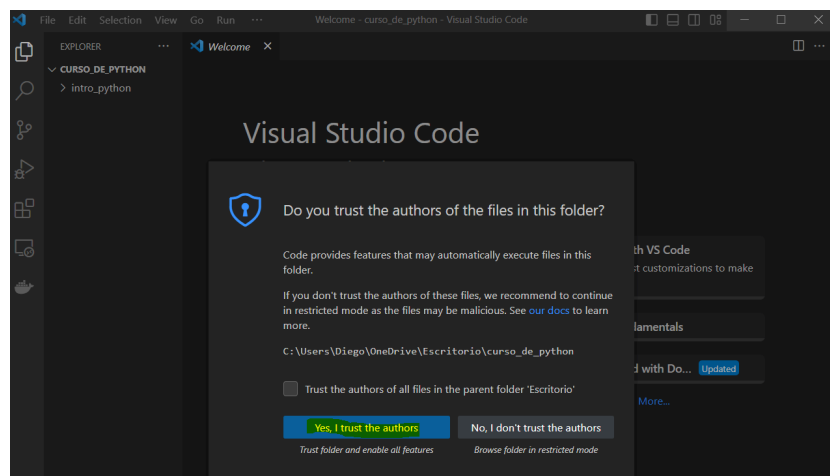 File Edit Selection View Go Run ··· Welcome - curso_de_python - Visual Studio Code
EXPLORER ···
Welcome
CURSO_DE_PYTHON
intro_python
Visual Studio Code
Do you trust the authors of the files in this folder?
Code provides features that may automatically execute files in this
folder.
If you don't trust the authors of these files, we recommend to continue
in restricted mode as the files may be malicious. See our docs to learn
more.
C:\Users\Diego\OneDrive\Escritorio\curso_de_python
Trust the authors of all files in the parent folder 'Escritorio'
Yes, I trust the authors
No, I don't trust the authors
Trust folder and enable all features
Browse folder in restricted mode
VS Code
customizations to make
d with Do... Updated
More...